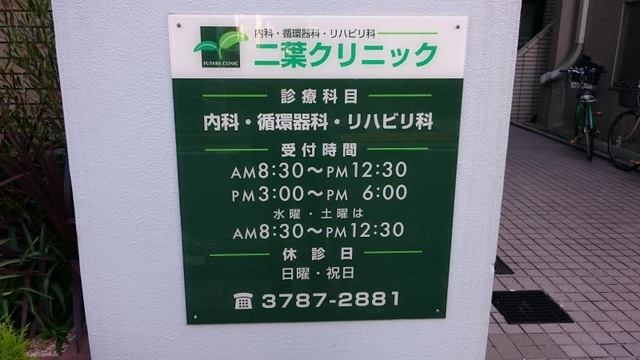 内科・循環器科・リハビリ科
FUTABA CLINIC
二葉クリニック
診療科目
内科・循環器科・リハビリ科
受付時間
AM8:30〜PM12:30
PM3:00〜PM 6:00
水曜・土曜は
AM8:30〜PM12:30
休診日
日曜・祝日
☎ 3787-2881